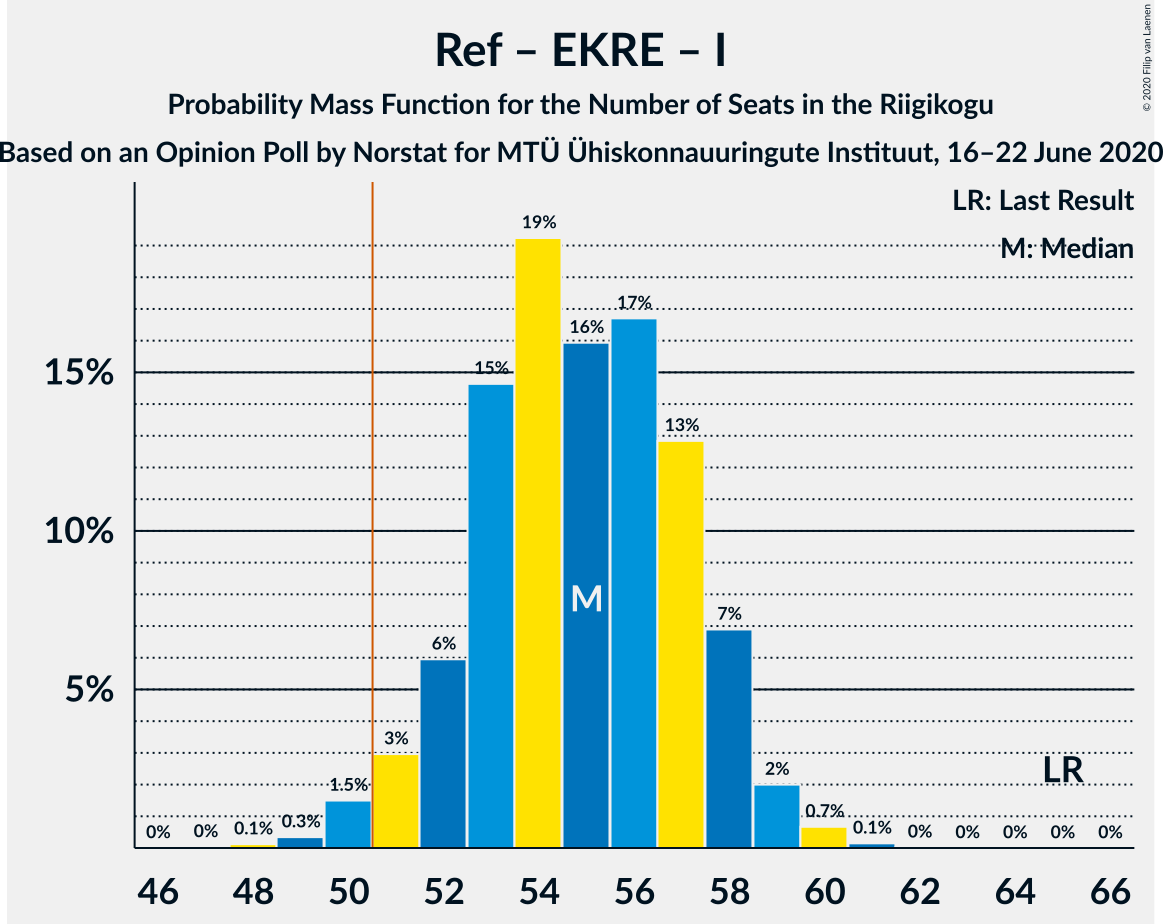 Ref – EKRE – I
Probability Mass Function for the Number of Seats in the Riigikogu
Based on an Opinion Poll by Norstat for MTÜ Ühiskonnauuringute Instituut, 16–22 June 2020
© 2020 Filip van Laenen
LR: Last Result
M: Median
15%
10%
5%
0%
0%
0.1%
0.3%
1.5%
3%
6%
15%
19%
16%
17%
13%
7%
2%
0.7%
0.1%
0%
0%
0%
0%
0%
M
LR
46 48 50 52 54 56 58 60 62 64 66